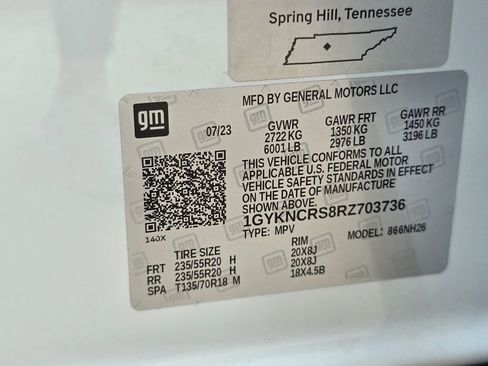 Spring Hill, Tennessee
gm
MFD BY GENERAL MOTORS LLC
07/23 GVWR GAWR FRT GAWR RR
2722 KG 1350 KG 1450 KG
6001 LB 2976 LB 3196 LB
THIS VEHICLE CONFORMS TO ALL
APPLICABLE U.S. FEDERAL MOTOR
VEHICLE SAFETY STANDARDS IN EFFECT
ON THE DATE OF MANUFACTURE SHOWN ABOVE.
1GYKNCRS8RZ703736
140X TYPE: MPV MODEL: 866NH26
TIRE SIZE RIM
FRT 235/55R20 H 20X8J
RR 235/55R20 H 20X8J
SPA T135/70R18 M 18X4.5B